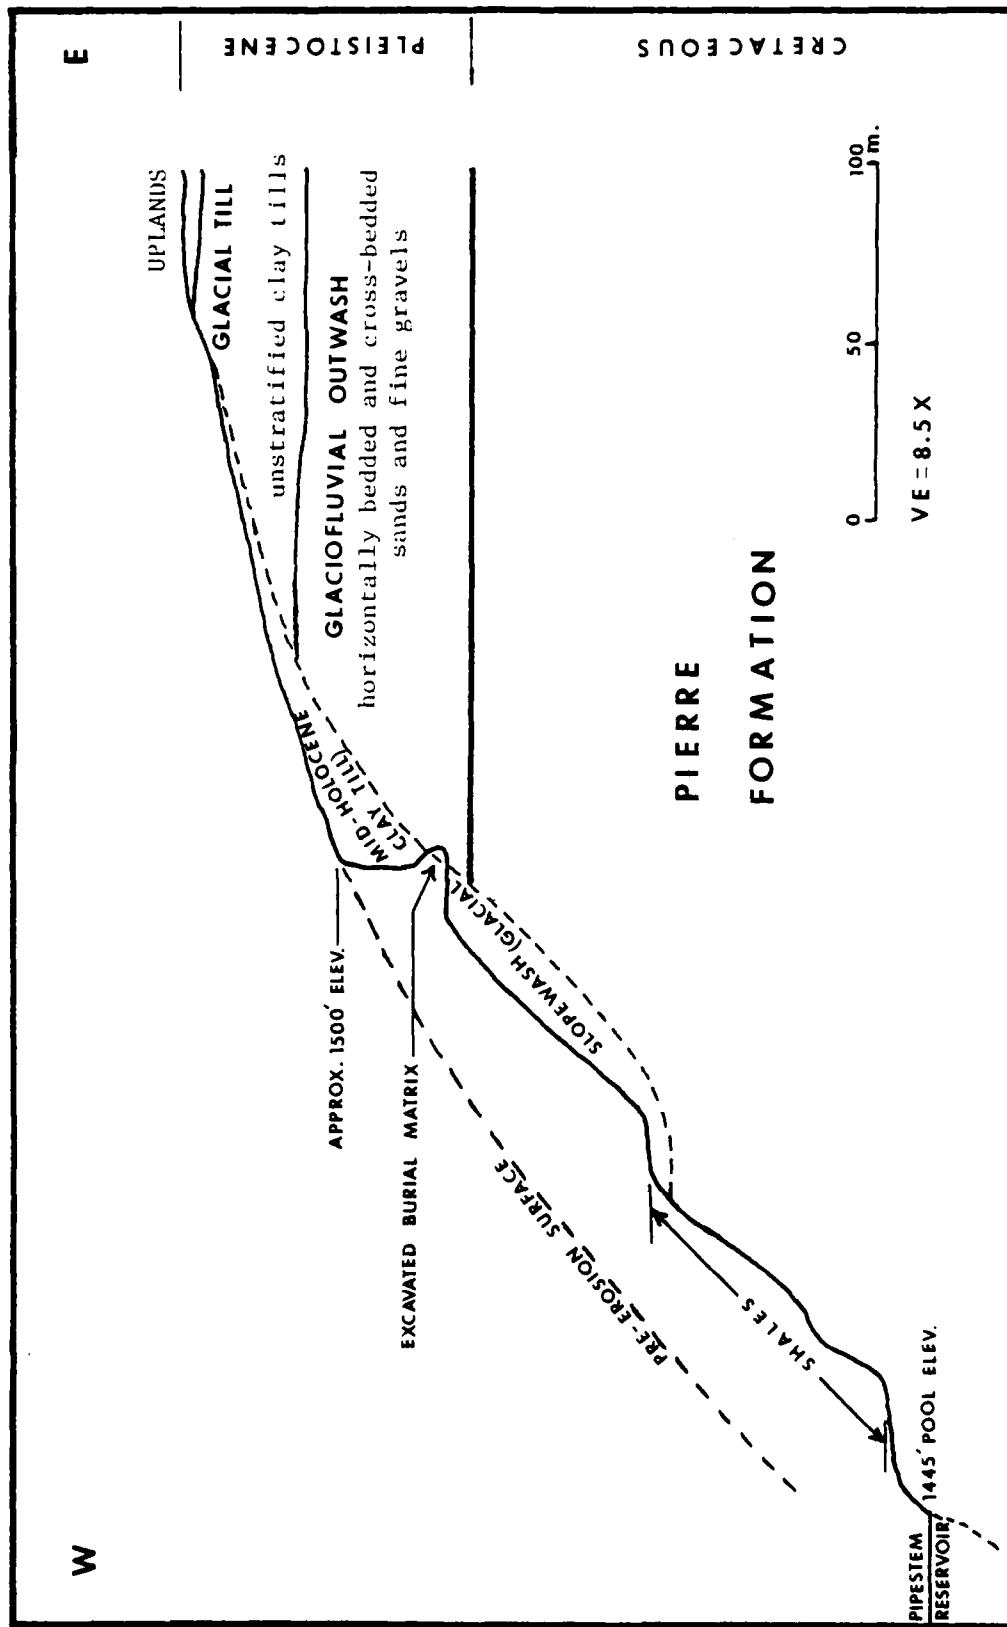 W
E
UPLANDS
GLACIAL TILL
unstratified clay tills
PLEISTOCENE
GLACIOFLUVIAL OUTWASH
horizontally bedded and cross-bedded
sands and fine gravels
APPROX. 1500' ELEV.
EXCAVATED BURIAL MATRIX
MID-HOLOCENE
SLOPEWASH (GLACIAL CLAY TILL)
PRE-EROSION SURFACE
CRETACEOUS
PIERRE
FORMATION
SHALES
0 50 100 m.
VE = 8.5X
PIPESTEM
RESERVOIR
1445' POOL ELEV.